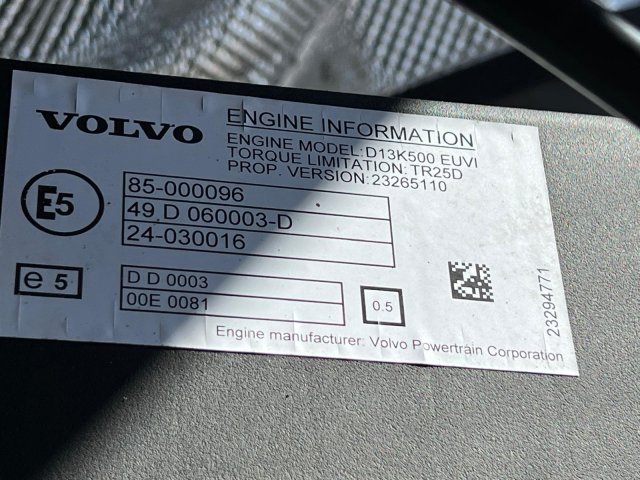 VOLVO
ENGINE INFORMATION
ENGINE MODEL:D13K500 EUVI
TORQUE LIMITATION: TR25D
PROP. VERSION: 23265110
E5
85-000096
49 D 060003-D
24-030016
e 5
D D 0003
00E 0081
0.5
23294771
Engine manufacturer: Volvo Powertrain Corporation